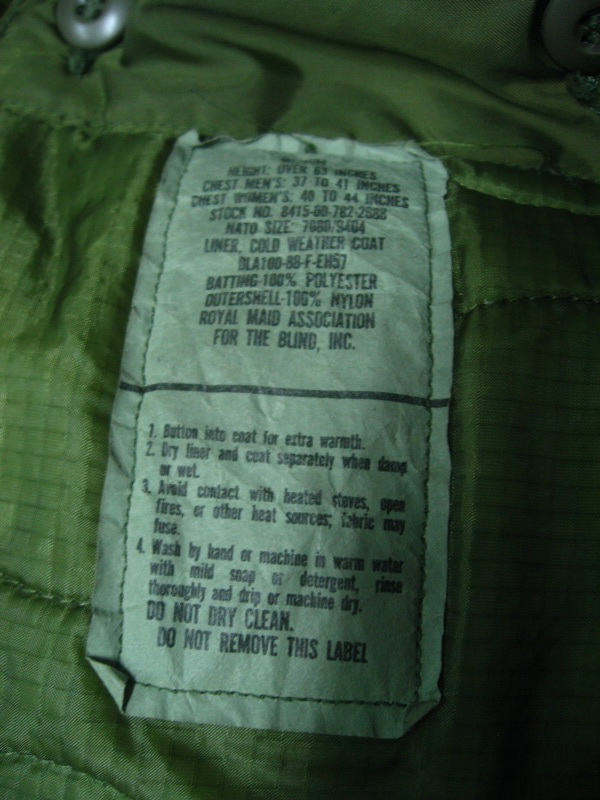 HEIGHT: OVER 63 INCHES
CHEST MEN'S: 37 TO 41 INCHES
CHEST WOMEN'S: 40 TO 44 INCHES
STOCK NO. 8415-00-782-2888
NATO SIZE: 7080/9404
LINER, COLD WEATHER COAT
DLA100-88-F-EH57
BATTING-100% POLYESTER
OUTERSHELL-100% NYLON
ROYAL MAID ASSOCIATION
FOR THE BLIND, INC.
1. Button into coat for extra warmth.
2. Dry liner and coat separately when damp
or wet.
3. Avoid contact with heated stoves, open
fires, or other heat sources; fabric may
fuse.
4. Wash by hand or machine in warm water
with mild soap or detergent, rinse
thoroughly and drip or machine dry.
DO NOT DRY CLEAN.
DO NOT REMOVE THIS LABEL